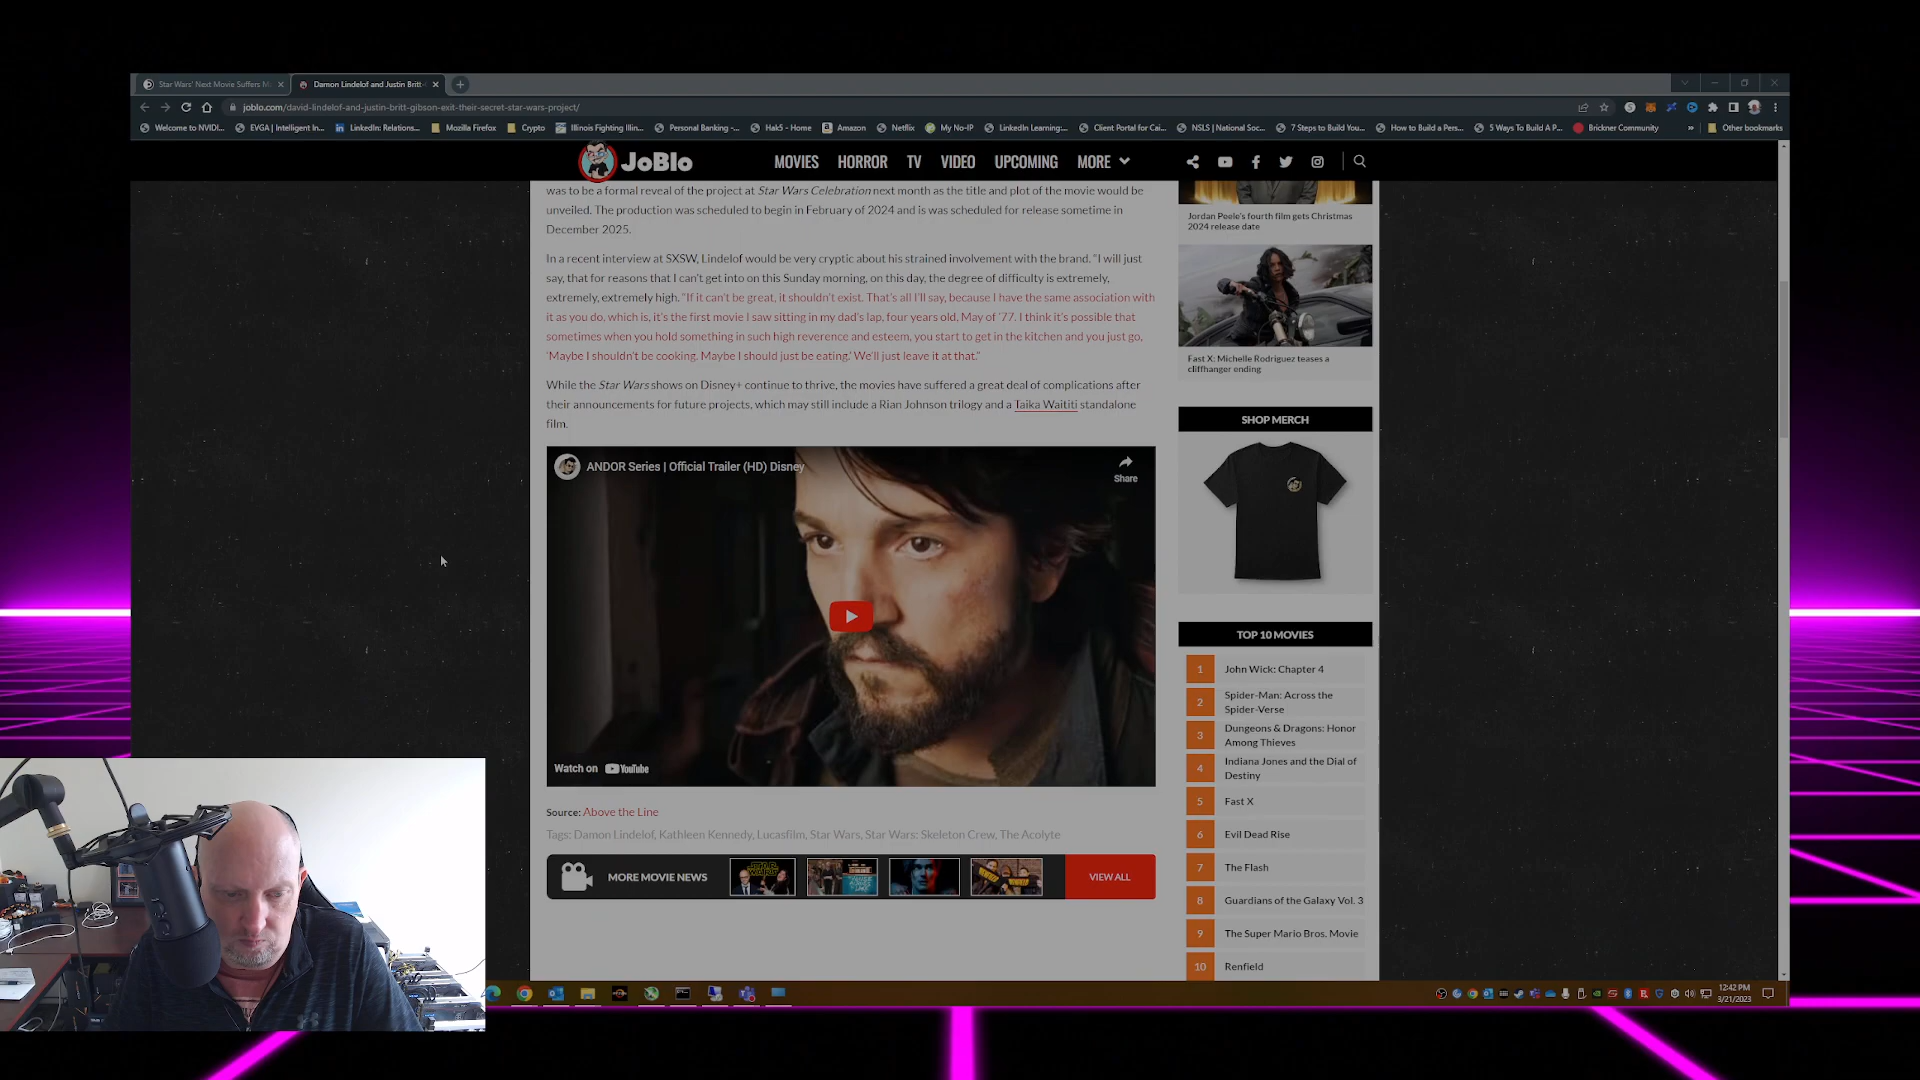 Star Wars' Next Movie Suffers M
Damon Lindelof and Justin Britt-
joblo.com/david-lindelof-and-justin-britt-gibson-exit-their-secret-star-wars-project/
Welcome to NVIDI...
EVGA | Intelligent In...
LinkedIn: Relations...
Mozilla Firefox
Crypto
Illinois Fighting Illin...
Personal Banking -...
Hak5 - Home
Amazon
Netflix
My No-IP
LinkedIn Learning:...
Client Portal for Cai...
NSLS | National Soc...
7 Steps to Build You...
How to Build a Pers...
5 Ways To Build A P...
Brickner Community
»
Other bookmarks
JoBlo
MOVIES HORROR TV VIDEO UPCOMING MORE
was to be a formal reveal of the project at Star Wars Celebration next month as the title and plot of the movie would be
unveiled. The production was scheduled to begin in February of 2024 and is was scheduled for release sometime in
December 2025.
In a recent interview at SXSW, Lindelof would be very cryptic about his strained involvement with the brand. "I will just
say, that for reasons that I can't get into on this Sunday morning, on this day, the degree of difficulty is extremely,
extremely, extremely high. "If it can't be great, it shouldn't exist. That's all I'll say, because I have the same association with
it as you do, which is, it's the first movie I saw sitting in my dad's lap, four years old, May of '77. I think it's possible that
sometimes when you hold something in such high reverence and esteem, you start to get in the kitchen and you just go,
'Maybe I shouldn't be cooking. Maybe I should just be eating.' We'll just leave it at that."
While the Star Wars shows on Disney+ continue to thrive, the movies have suffered a great deal of complications after
their announcements for future projects, which may still include a Rian Johnson trilogy and a Taika Waititi standalone
film.
ANDOR Series | Official Trailer (HD) Disney
Share
Watch on YouTube
Source: Above the Line
Tags: Damon Lindelof, Kathleen Kennedy, Lucasfilm, Star Wars, Star Wars: Skeleton Crew, The Acolyte
MORE MOVIE NEWS
VIEW ALL
Jordan Peele's fourth film gets Christmas
2024 release date
Fast X: Michelle Rodriguez teases a
cliffhanger ending
SHOP MERCH
TOP 10 MOVIES
1 John Wick: Chapter 4
2 Spider-Man: Across the
Spider-Verse
3 Dungeons & Dragons: Honor
Among Thieves
4 Indiana Jones and the Dial of
Destiny
5 Fast X
6 Evil Dead Rise
7 The Flash
8 Guardians of the Galaxy Vol. 3
9 The Super Mario Bros. Movie
10 Renfield
12:42 PM
3/21/2023